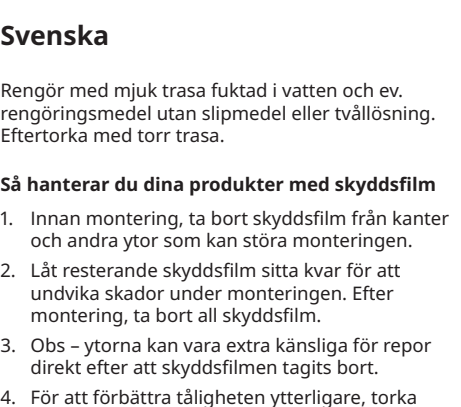 Svenska
Rengör med mjuk trasa fuktad i vatten och ev.
rengöringsmedel utan slipmedel eller tvållösning.
Eftertorka med torr trasa.
Så hanterar du dina produkter med skyddsfilm
1. Innan montering, ta bort skyddsfilm från kanter
och andra ytor som kan störa monteringen.
2. Låt resterande skyddsfilm sitta kvar för att
undvika skador under monteringen. Efter
montering, ta bort all skyddsfilm.
3. Obs – ytorna kan vara extra känsliga för repor
direkt efter att skyddsfilmen tagits bort.
4. För att förbättra tåligheten ytterligare, torka